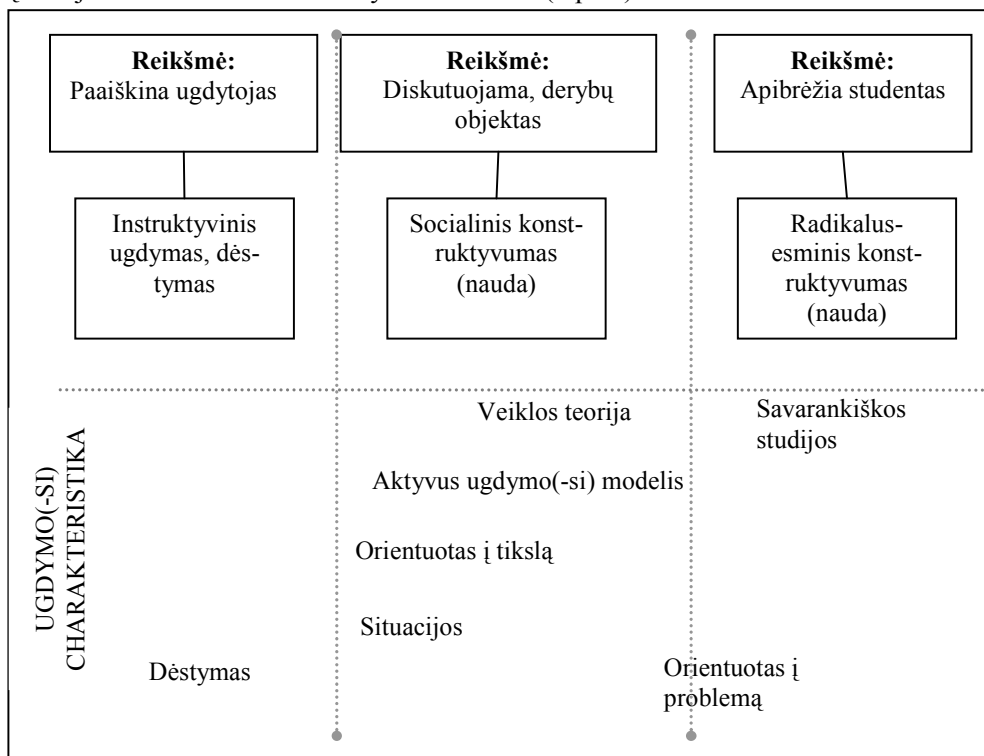 Reikšmė:
Paaiškina ugdytojas
Reikšmė:
Diskutuojama, derybų
objektas
Reikšmė:
Apibrėžia studentas
Instruktyvinis
ugdymas, dės-
tymas
Socialinis konst-
ruktyvumas
(nauda)
Radikalus-
esminis konst-
ruktyvumas
(nauda)
UGDYMO(-SI)
CHARAKTERISTIKA
Veiklos teorija
Savarankiškos
studijos
Aktyvus ugdymo(-si) modelis
Orientuotas į tikslą
Situacijos
Dėstymas
Orientuotas į
problemą